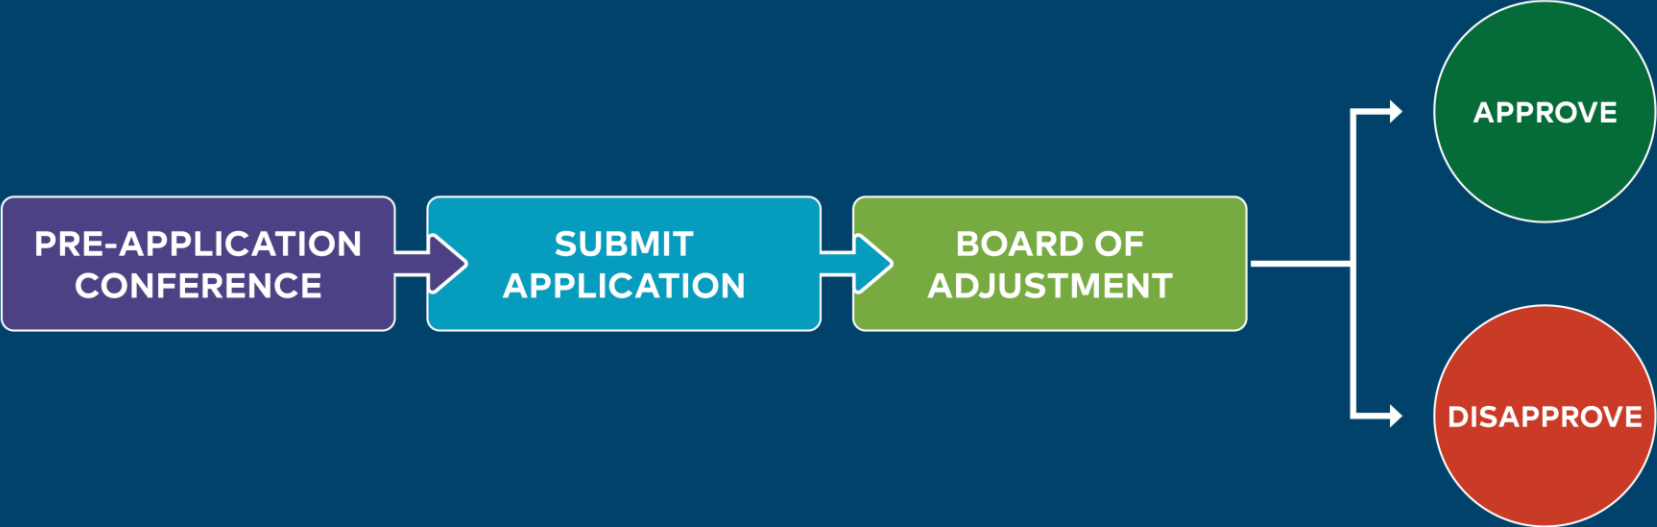 PRE-APPLICATION
CONFERENCE
SUBMIT
APPLICATION
BOARD OF
ADJUSTMENT
APPROVE
DISAPPROVE